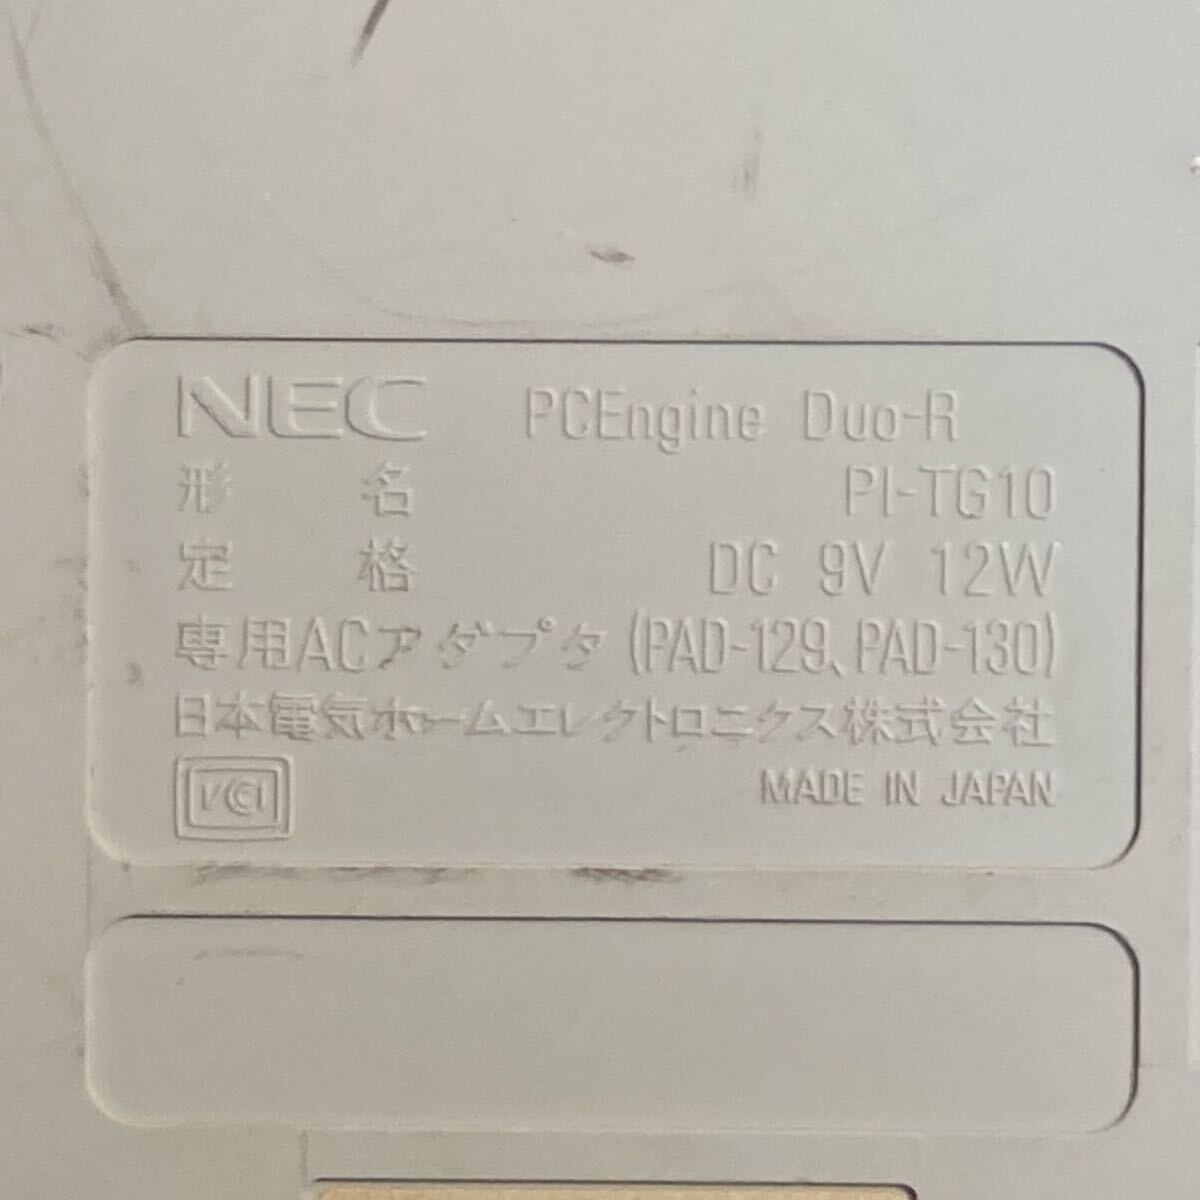 NEC PCEngine Duo-R
形名 PI-TG10
定格 DC 9V 12W
専用ACアダプタ (PAD-129、PAD-130)
日本電気ホームエレクトロニクス株式会社
VCCI MADE IN JAPAN